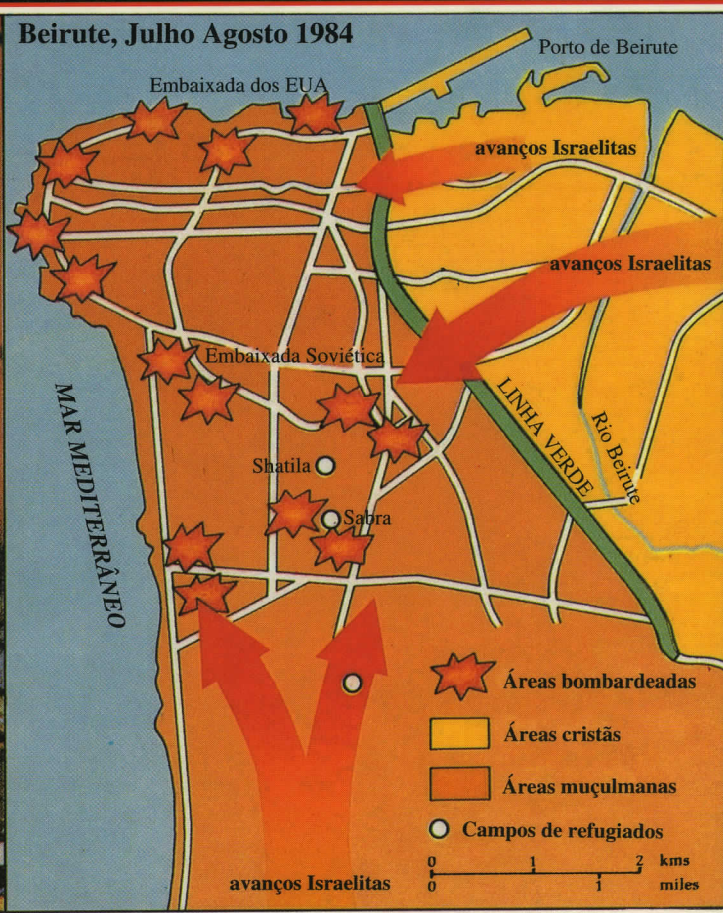 Beirute, Julho Agosto 1984
Porto de Beirute
Embaixada dos EUA
avanços Israelitas
avanços Israelitas
Embaixada Soviética
LINHA VERDE
Rio Beirute
MAR MEDITERRÂNEO
Shatila
Sabra
Áreas bombardeadas
Áreas cristãs
Áreas muçulmanas
Campos de refugiados
0 1 2 kms
0 1 miles
avanços Israelitas